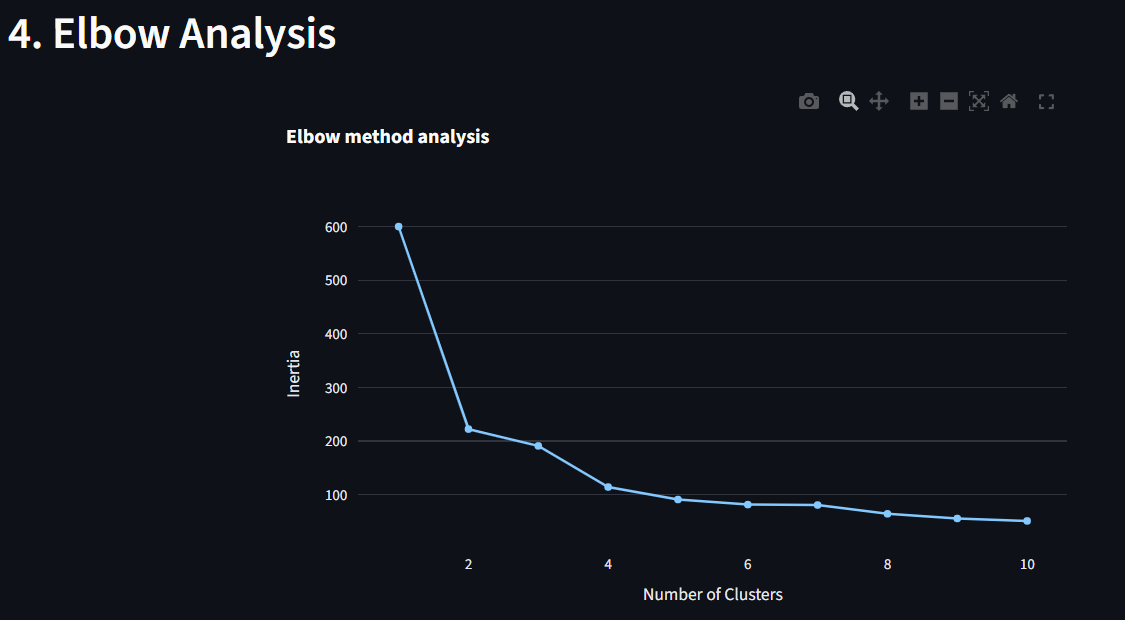 4. Elbow Analysis
Elbow method analysis
600
500
400
300
200
100
Inertia
2
4
6
8
10
Number of Clusters